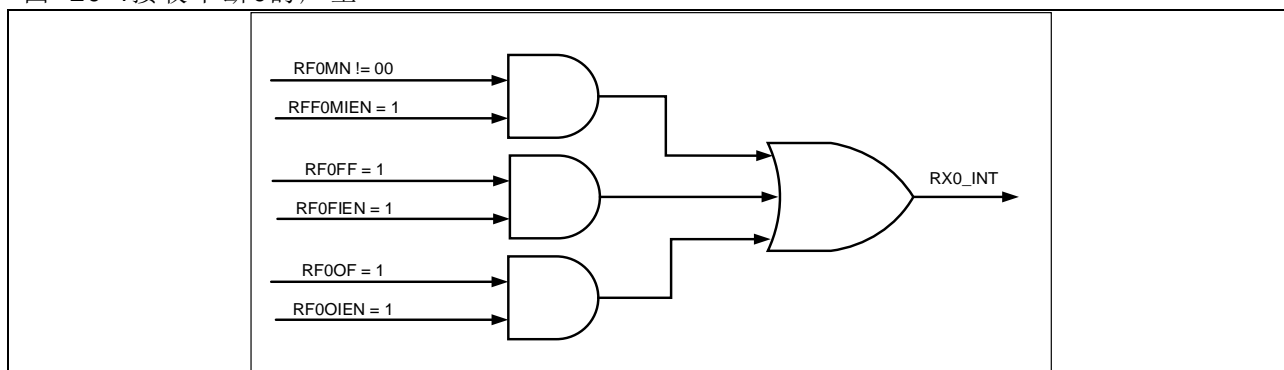 RF0MN != 00
RFF0MIEN = 1
RF0FF = 1
RF0FIEN = 1
RX0_INT
RF0OF = 1
RF0OIEN = 1